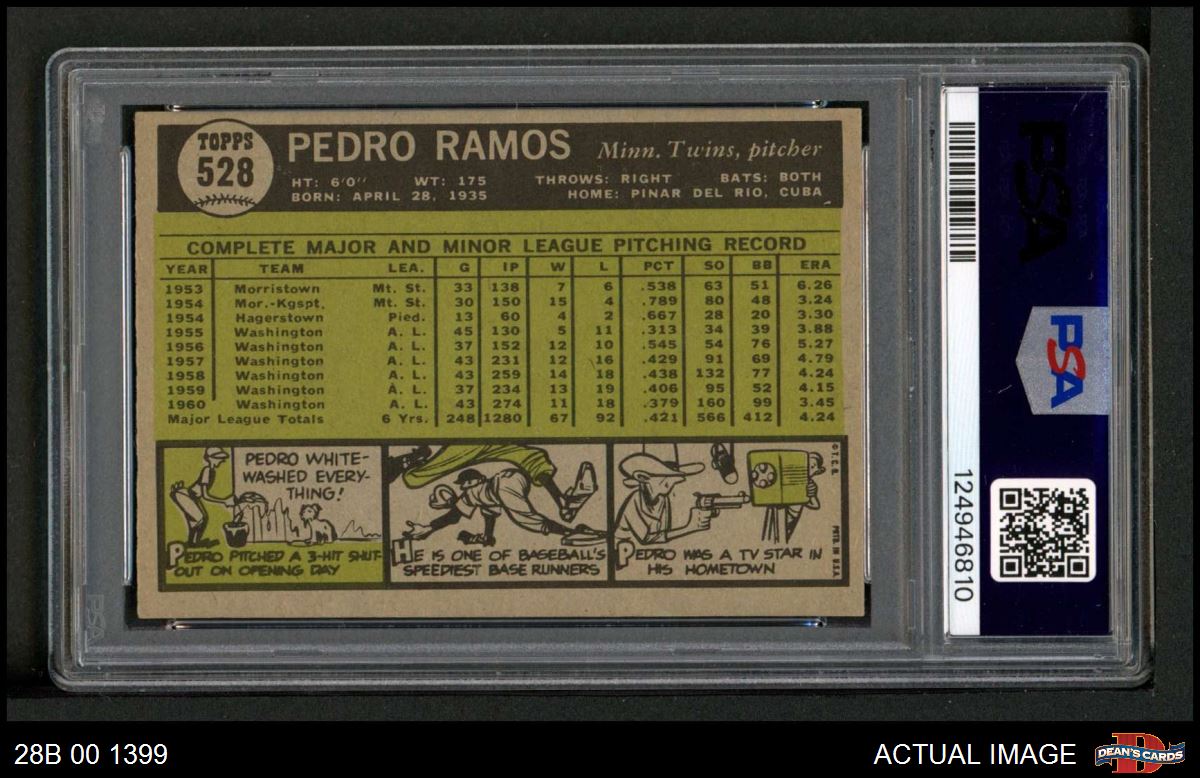 TOPPS
528
PEDRO RAMOS Minn. Twins, pitcher
HT: 6'0'' WT: 175 THROWS: RIGHT BATS: BOTH
BORN: APRIL 28, 1935 HOME: PINAR DEL RIO, CUBA
COMPLETE MAJOR AND MINOR LEAGUE PITCHING RECORD
YEAR TEAM LEA. G IP W L PCT SO BB ERA
1953 Morristown Mt. St. 33 138 7 6 .538 63 51 6.26
1954 Mor.-Kgspt. Mt. St. 30 150 15 4 .789 80 48 3.24
1954 Hagerstown Pied. 13 60 4 2 .667 28 20 3.30
1955 Washington A. L. 45 130 5 11 .313 34 39 3.88
1956 Washington A. L. 37 152 12 10 .545 54 76 5.27
1957 Washington A. L. 43 231 12 16 .429 91 69 4.79
1958 Washington A. L. 43 259 14 18 .438 132 77 4.24
1959 Washington A. L. 37 234 13 19 .406 95 52 4.15
1960 Washington A. L. 43 274 11 18 .379 160 99 3.45
Major League Totals 6 Yrs. 248 1280 67 92 .421 566 412 4.24
PEDRO WHITE-
WASHED EVERY-
THING!
PEDRO PITCHED A 3-HIT SHUT-
OUT ON OPENING DAY
HE IS ONE OF BASEBALL'S
SPEEDIEST BASE RUNNERS
PEDRO WAS A TV STAR IN
HIS HOMETOWN
© T.C.G.
PRTD. IN U.S.A.
PSA
PSA
124946810
PSA
28B 00 1399
ACTUAL IMAGE
DEAN'S CARDS